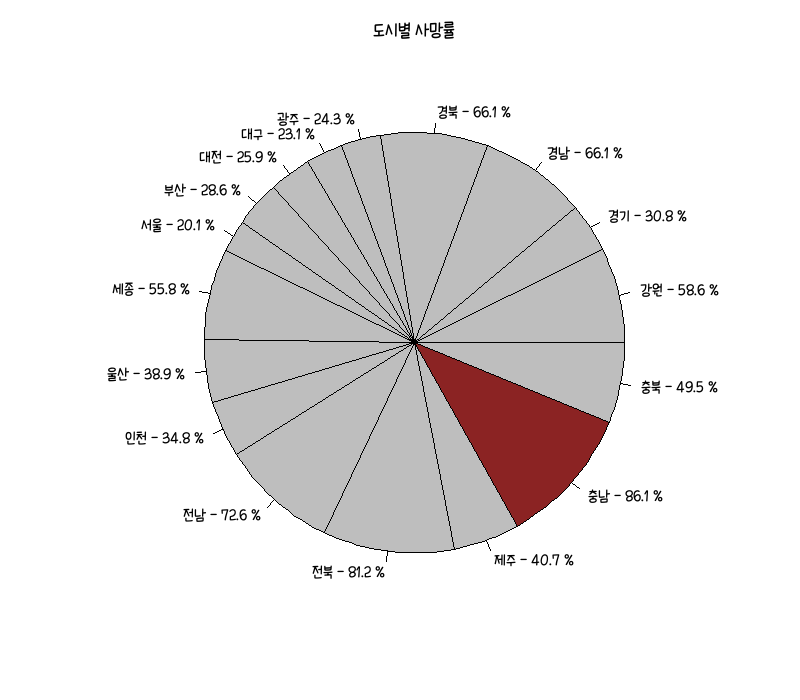 도시별 사망률
경북 - 66.1 %
광주 - 24.3 %
대구 - 23.1 %
경남 - 66.1 %
대전 - 25.9 %
부산 - 28.6 %
경기 - 30.8 %
서울 - 20.1 %
세종 - 55.8 %
강원 - 58.6 %
울산 - 38.9 %
충북 - 49.5 %
인천 - 34.8 %
충남 - 86.1 %
전남 - 72.6 %
제주 - 40.7 %
전북 - 81.2 %